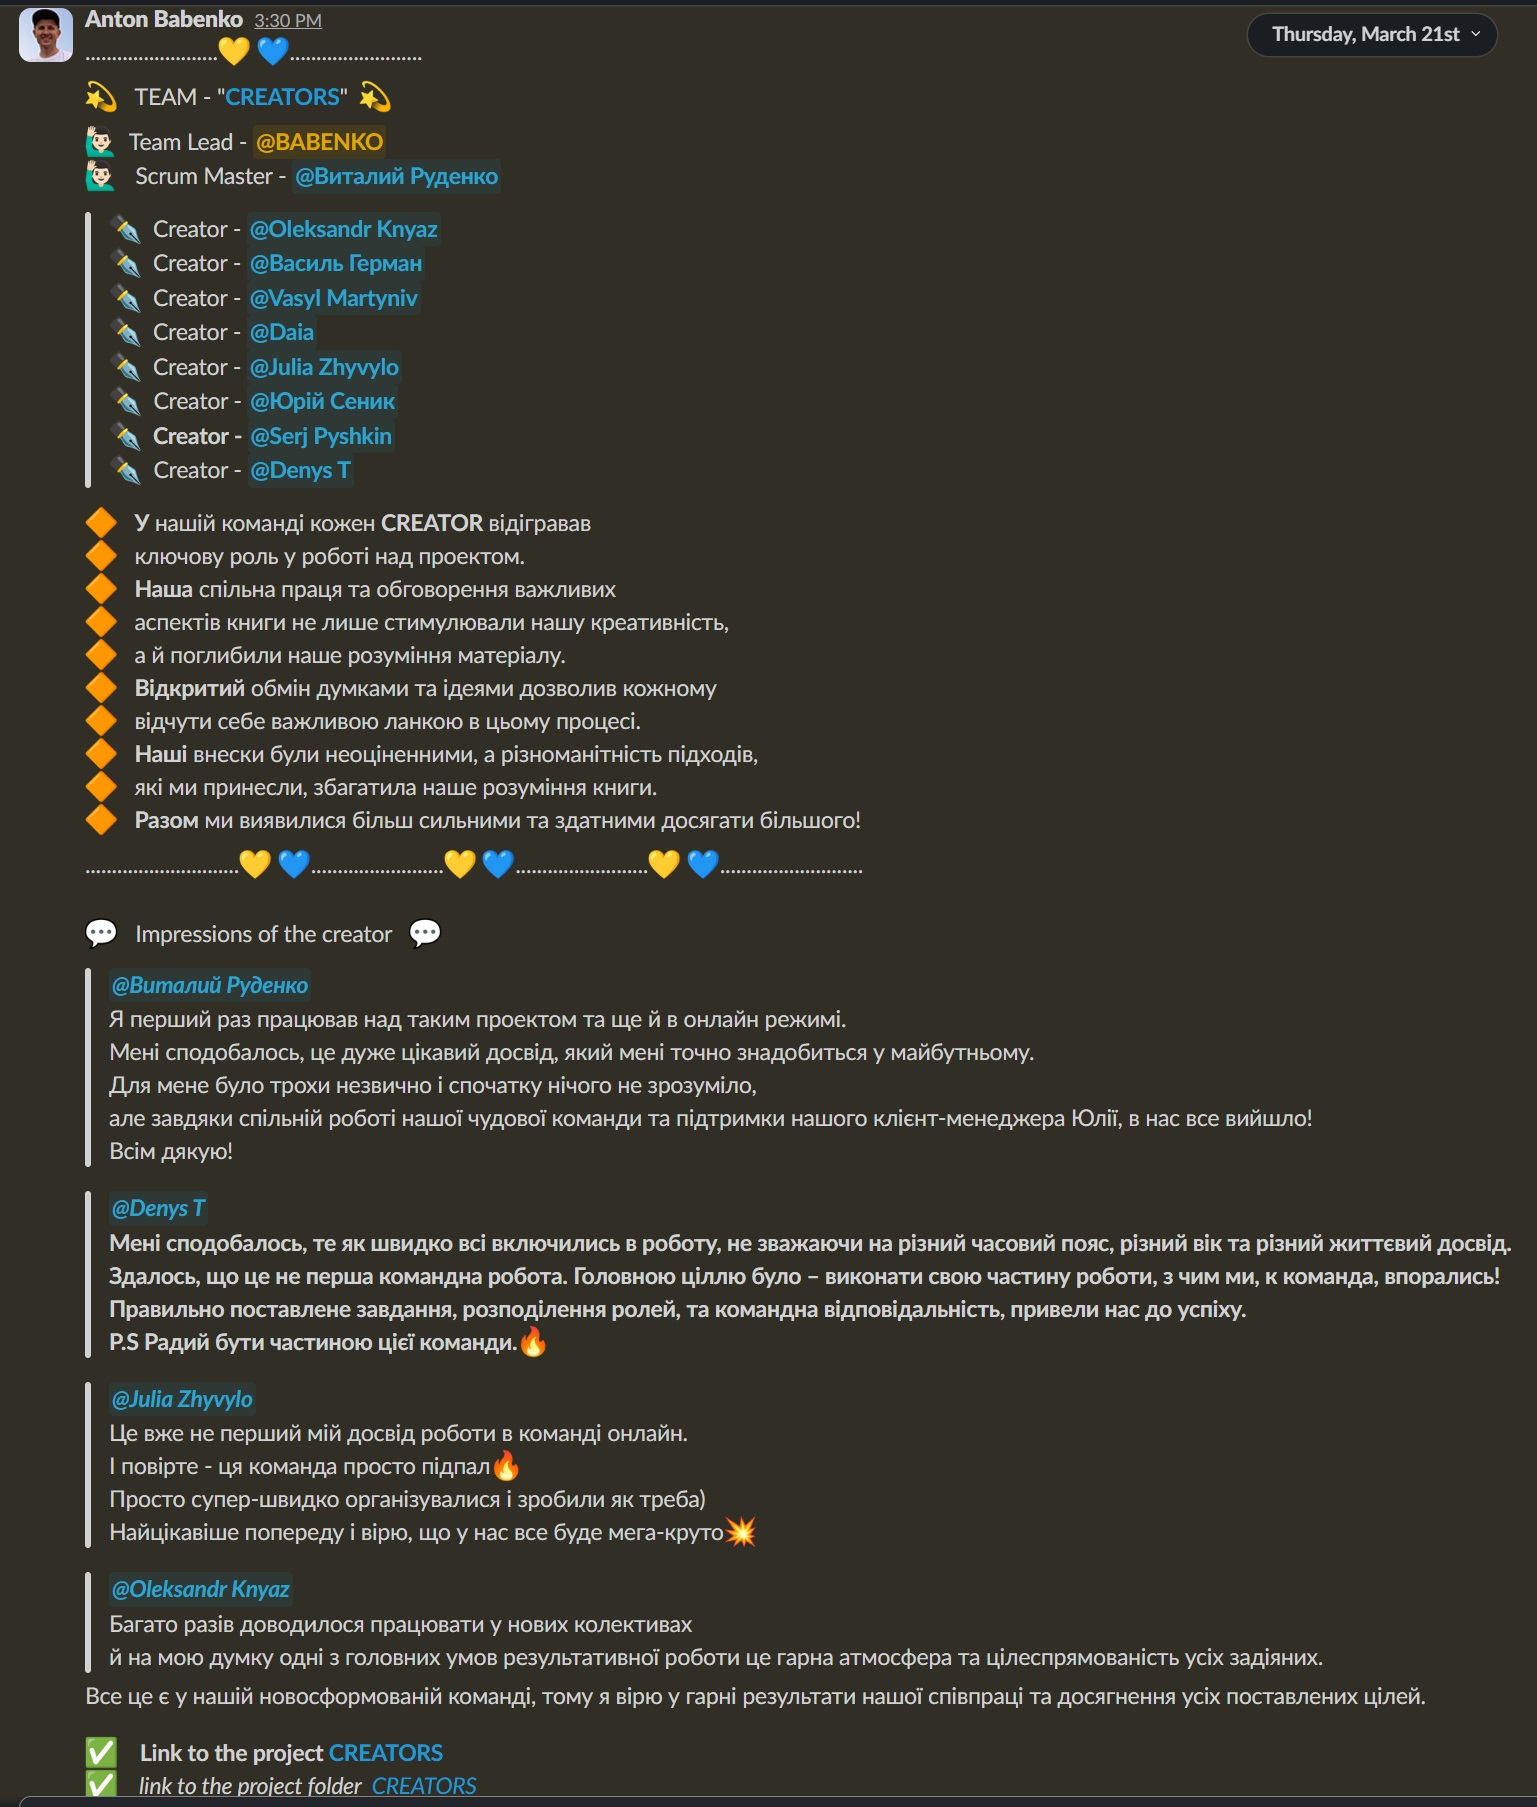 Anton Babenko 3:30 PM
Thursday, March 21st
.........................💛 💙.........................
💫 TEAM - "CREATORS" 💫
🙋🏻‍♂️ Team Lead - @BABENKO
🙋🏻‍♂️ Scrum Master - @Виталий Руденко
✒️ Creator - @Oleksandr Knyaz
✒️ Creator - @Василь Герман
✒️ Creator - @Vasyl Martyniv
✒️ Creator - @Daia
✒️ Creator - @Julia Zhyvylo
✒️ Creator - @Юрій Сеник
✒️ Creator - @Serj Pyshkin
✒️ Creator - @Denys T
🔶 У нашій команді кожен CREATOR відігравав
🔶 ключову роль у роботі над проектом.
🔶 Наша спільна праця та обговорення важливих
🔶 аспектів книги не лише стимулювали нашу креативність,
🔶 а й поглибили наше розуміння матеріалу.
🔶 Відкритий обмін думками та ідеями дозволив кожному
🔶 відчути себе важливою ланкою в цьому процесі.
🔶 Наші внески були неоціненними, а різноманітність підходів,
🔶 які ми принесли, збагатила наше розуміння книги.
🔶 Разом ми виявилися більш сильними та здатними досягати більшого!
.............................💛 💙.........................💛 💙.........................💛 💙...........................
💬 Impressions of the creator 💬
@Виталий Руденко
Я перший раз працював над таким проектом та ще й в онлайн режимі.
Мені сподобалось, це дуже цікавий досвід, який мені точно знадобиться у майбутньому.
Для мене було трохи незвично і спочатку нічого не зрозуміло,
але завдяки спільній роботі нашої чудової команди та підтримки нашого клієнт-менеджера Юлії, в нас все вийшло!
Всім дякую!
@Denys T
Мені сподобалось, те як швидко всі включились в роботу, не зважаючи на різний часовий пояс, різний вік та різний життєвий досвід.
Здалось, що це не перша командна робота. Головною ціллю було – виконати свою частину роботи, з чим ми, к команда, впорались!
Правильно поставлене завдання, розподілення ролей, та командна відповідальність, привели нас до успіху.
P.S Радий бути частиною цієї команди.🔥
@Julia Zhyvylo
Це вже не перший мій досвід роботи в команді онлайн.
І повірте - ця команда просто підпал🔥
Просто супер-швидко організувалися і зробили як треба)
Найцікавіше попереду і вірю, що у нас все буде мега-круто💥
@Oleksandr Knyaz
Багато разів доводилося працювати у нових колективах
й на мою думку одні з головних умов результативної роботи це гарна атмосфера та цілеспрямованість усіх задіяних.
Все це є у нашій новосформованій команді, тому я вірю у гарні результати нашої співпраці та досягнення усіх поставлених цілей.
✅ Link to the project CREATORS
✅ link to the project folder CREATORS